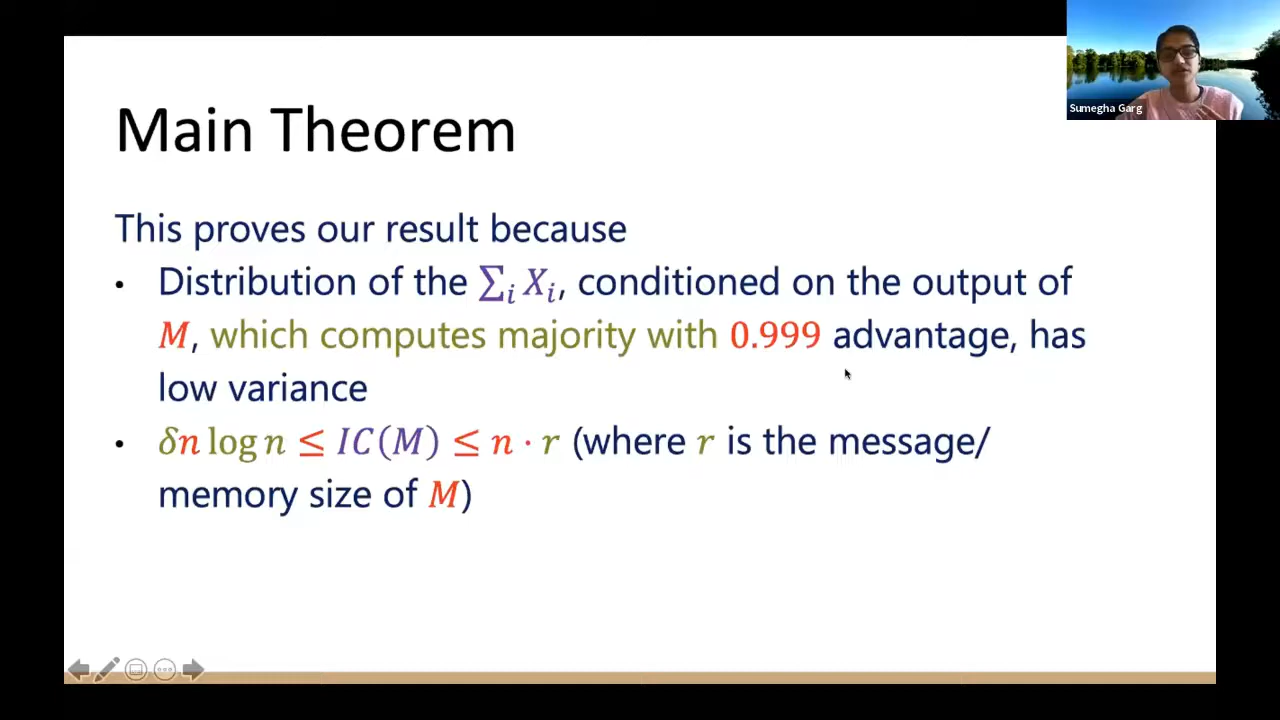 Sumegha Garg
Main Theorem
This proves our result because
• Distribution of the ∑ᵢ Xᵢ, conditioned on the output of
M, which computes majority with 0.999 advantage, has
low variance
• δn log n ≤ IC(M) ≤ n · r (where r is the message/
memory size of M)